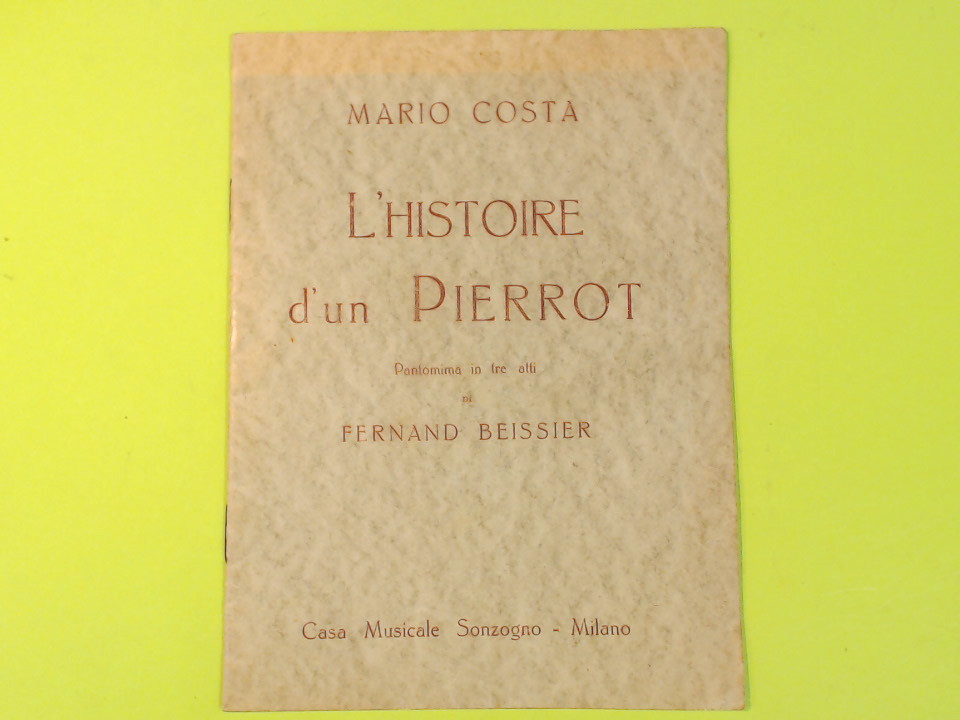 MARIO COSTA
L'HISTOIRE
d'un PIERROT
Pantomima in tre atti
DI
FERNAND BEISSIER
Casa Musicale Sonzogno - Milano